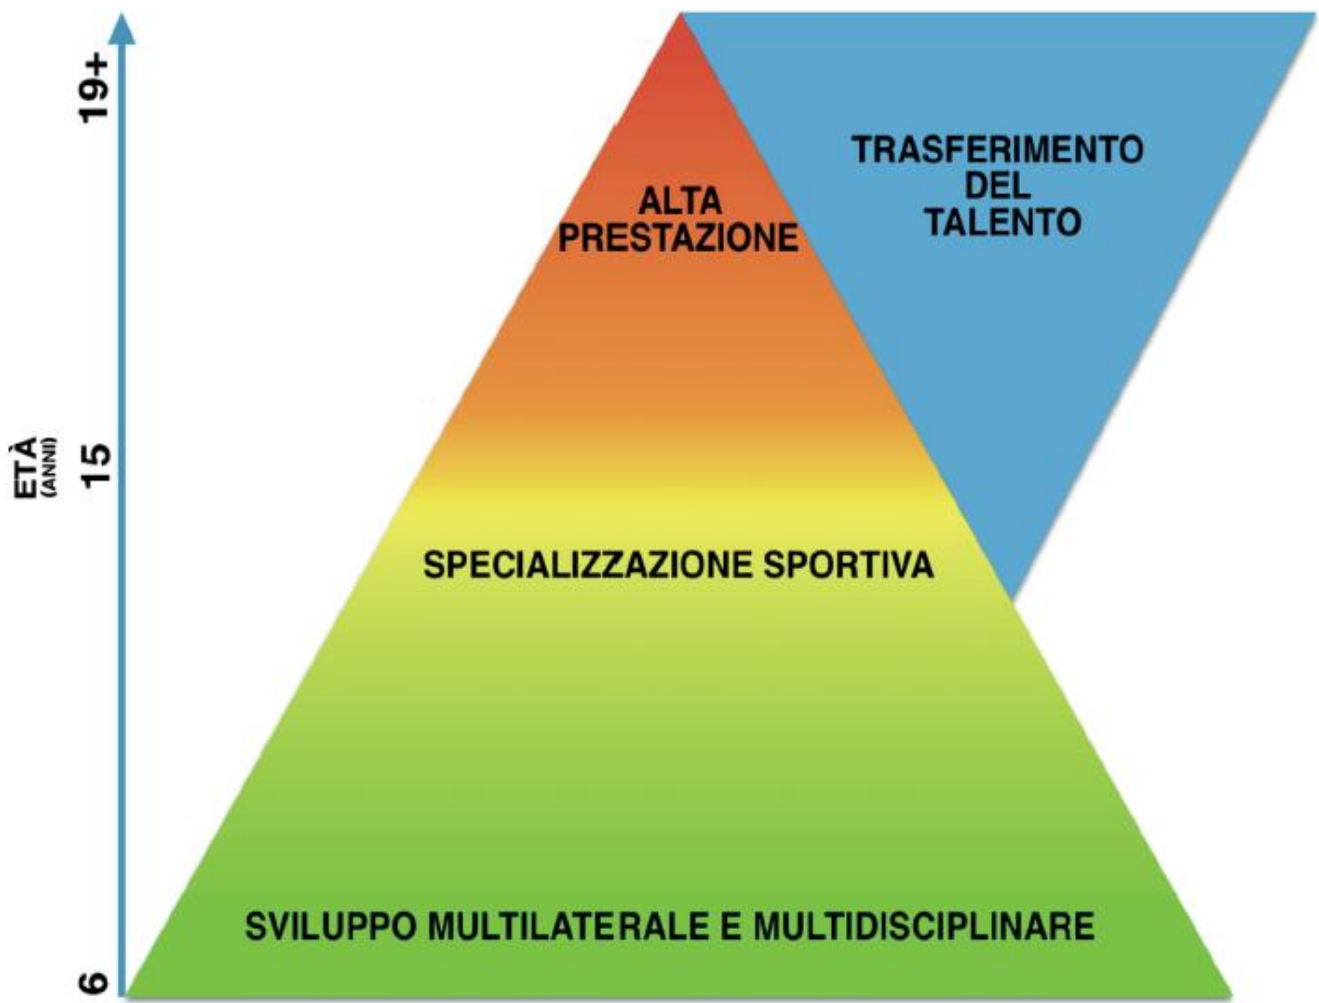 19+
TRASFERIMENTO
DEL
TALENTO
ALTA
PRESTAZIONE
ETÀ
(ANNI)
15
SPECIALIZZAZIONE SPORTIVA
SVILUPPO MULTILATERALE E MULTIDISCIPLINARE
6